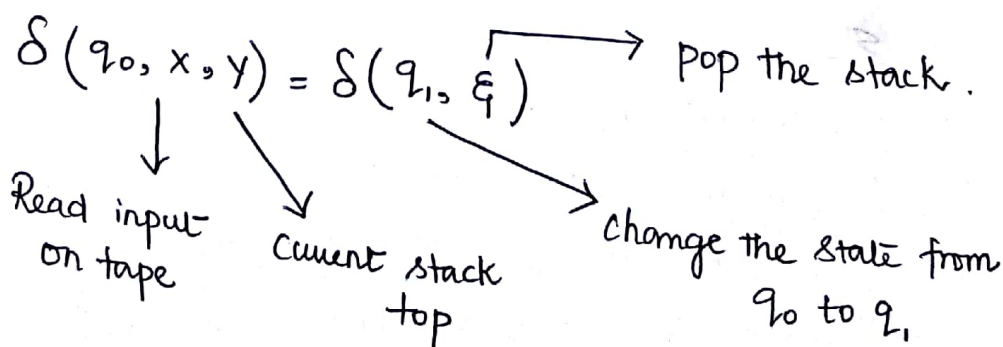 δ(q₀, x, y) = δ(q₁, ε)
pop the stack.
Read input
on tape
current stack
top
change the state from
q₀ to q₁